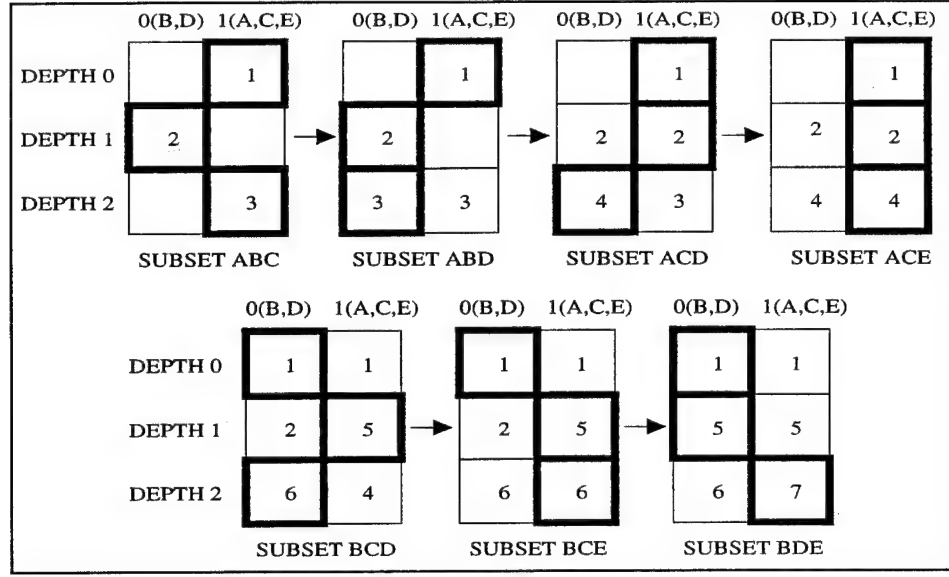 0(B,D) 1(A,C,E) 0(B,D) 1(A,C,E) 0(B,D) 1(A,C,E) 0(B,D) 1(A,C,E)
DEPTH 0 1 1 1 1
DEPTH 1 2 2 2 2 2 2
DEPTH 2 3 3 3 4 3 4 4
SUBSET ABC SUBSET ABD SUBSET ACD SUBSET ACE
0(B,D) 1(A,C,E) 0(B,D) 1(A,C,E) 0(B,D) 1(A,C,E)
DEPTH 0 1 1 1 1 1 1
DEPTH 1 2 5 2 5 5 5
DEPTH 2 6 4 6 6 6 7
SUBSET BCD SUBSET BCE SUBSET BDE